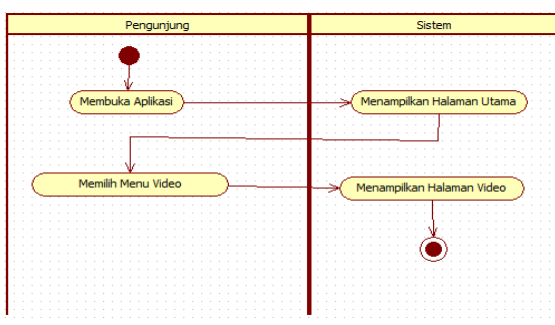 Pengunjung
Sistem
Membuka Aplikasi
Menampilkan Halaman Utama
Memilih Menu Video
Menampilkan Halaman Video